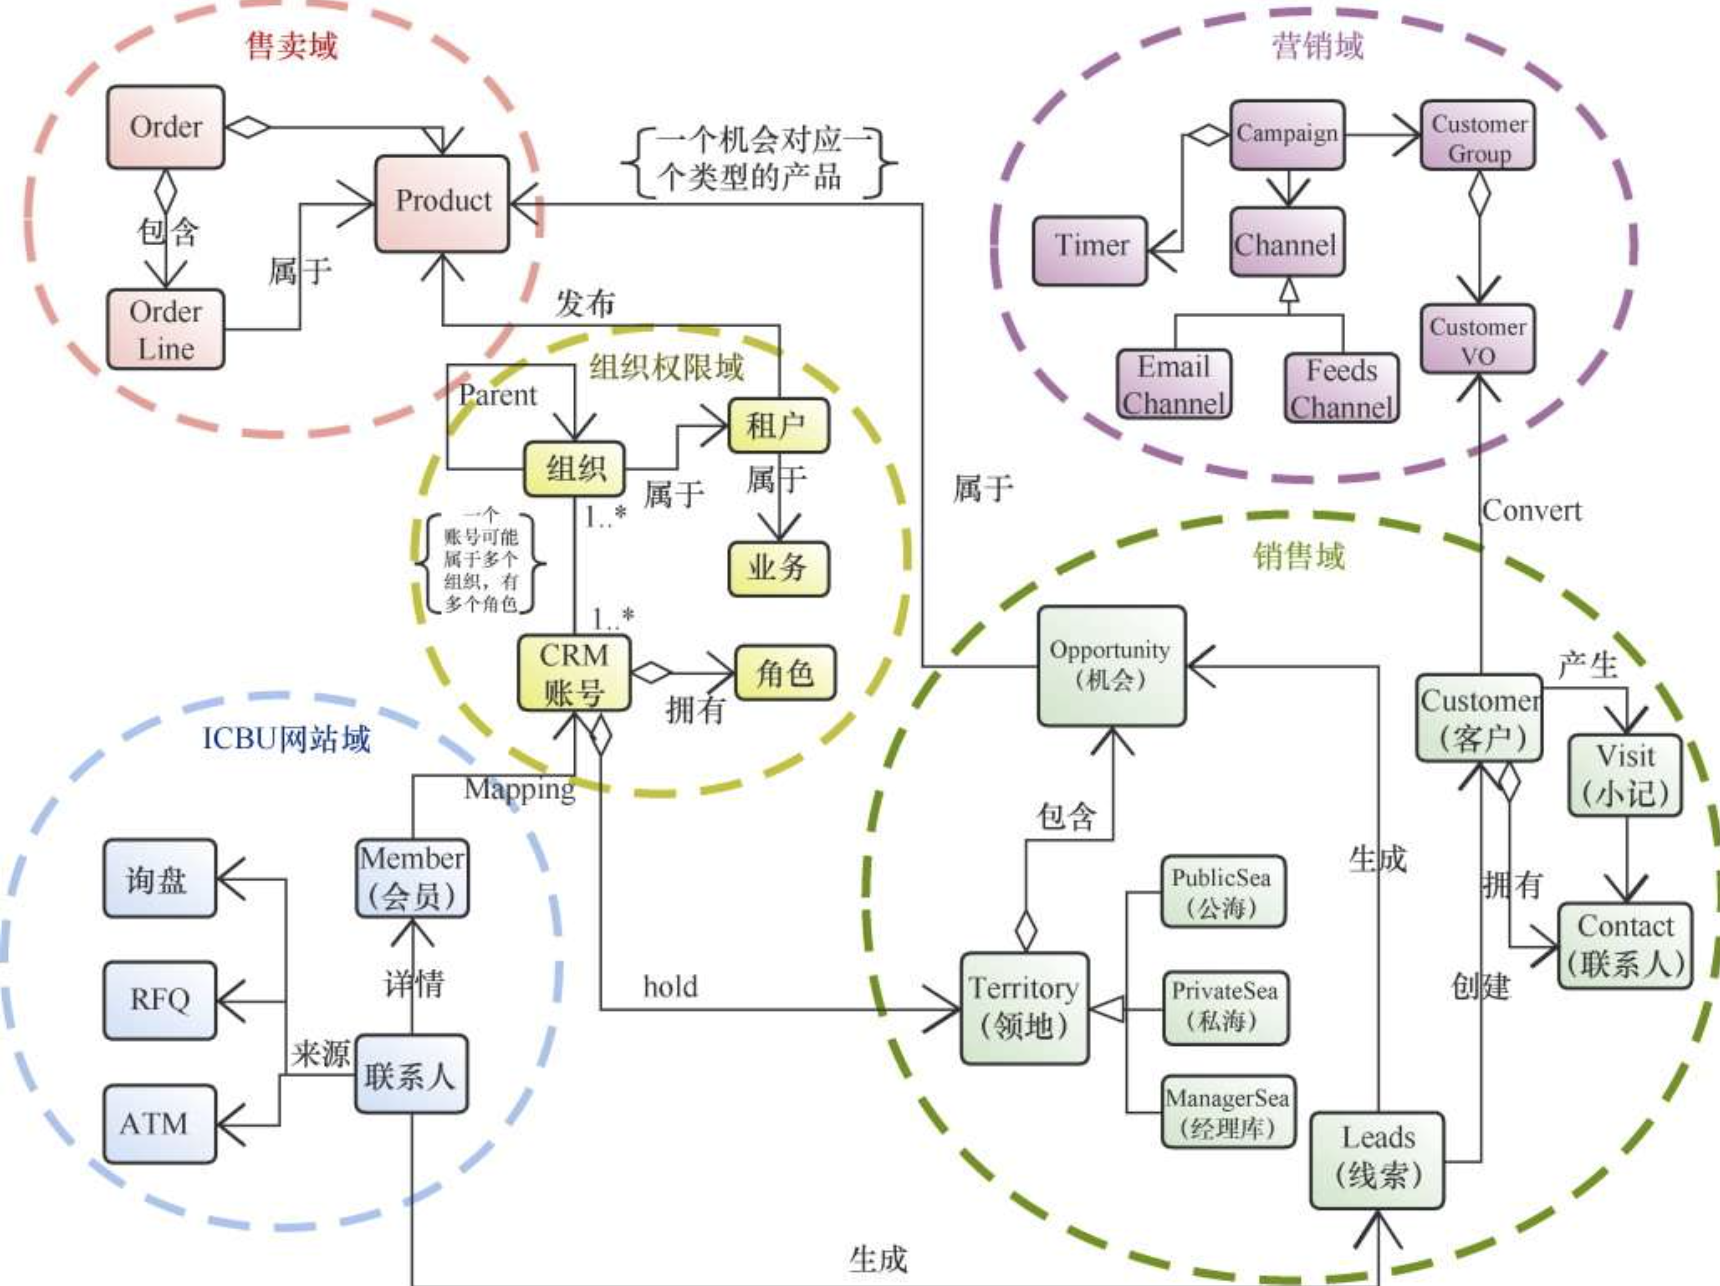 售卖域
营销域
Order
Product
包含
属于
Order
Line
一个机会对应一
个类型的产品
发布
Campaign
Customer
Group
Timer
Channel
Email
Channel
Feeds
Channel
Customer
VO
组织权限域
Parent
租户
组织
属于
属于
1..*
一个
账号可能
属于多个
组织，有
多个角色
业务
1..*
CRM
账号
角色
拥有
属于
Convert
销售域
Opportunity
（机会）
Customer
（客户）
产生
Visit
（小记）
包含
生成
拥有
Contact
（联系人）
创建
PublicSea
（公海）
Territory
（领地）
PrivateSea
（私海）
ManagerSea
（经理库）
Leads
（线索）
ICBU网站域
Mapping
询盘
Member
（会员）
RFQ
详情
hold
来源
联系人
ATM
生成